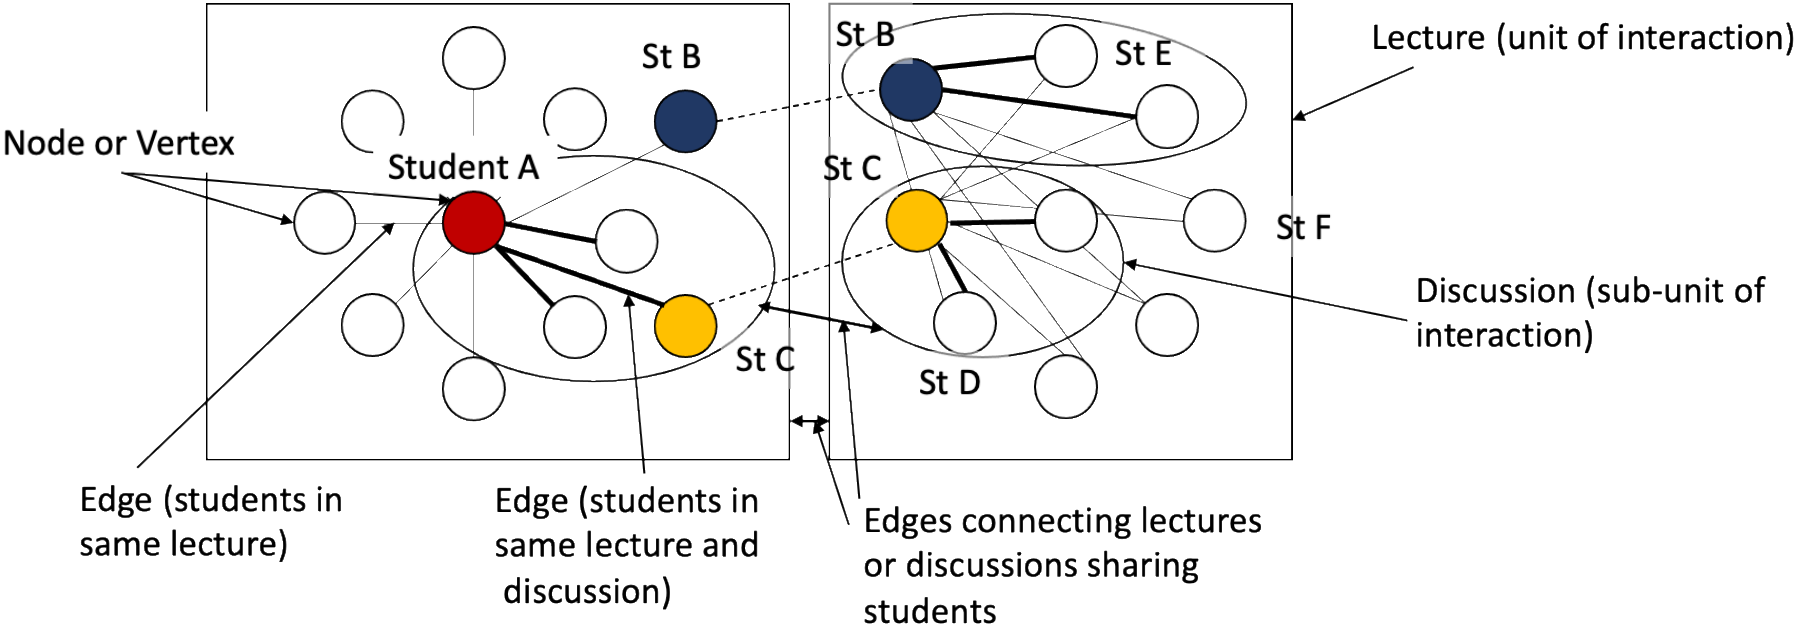 St B
Lecture (unit of interaction)
St B
St E
Node or Vertex
Student A
St C
St F
Discussion (sub-unit of
interaction)
St C
St D
Edge (students in
same lecture)
Edge (students in
same lecture and
discussion)
Edges connecting lectures
or discussions sharing
students